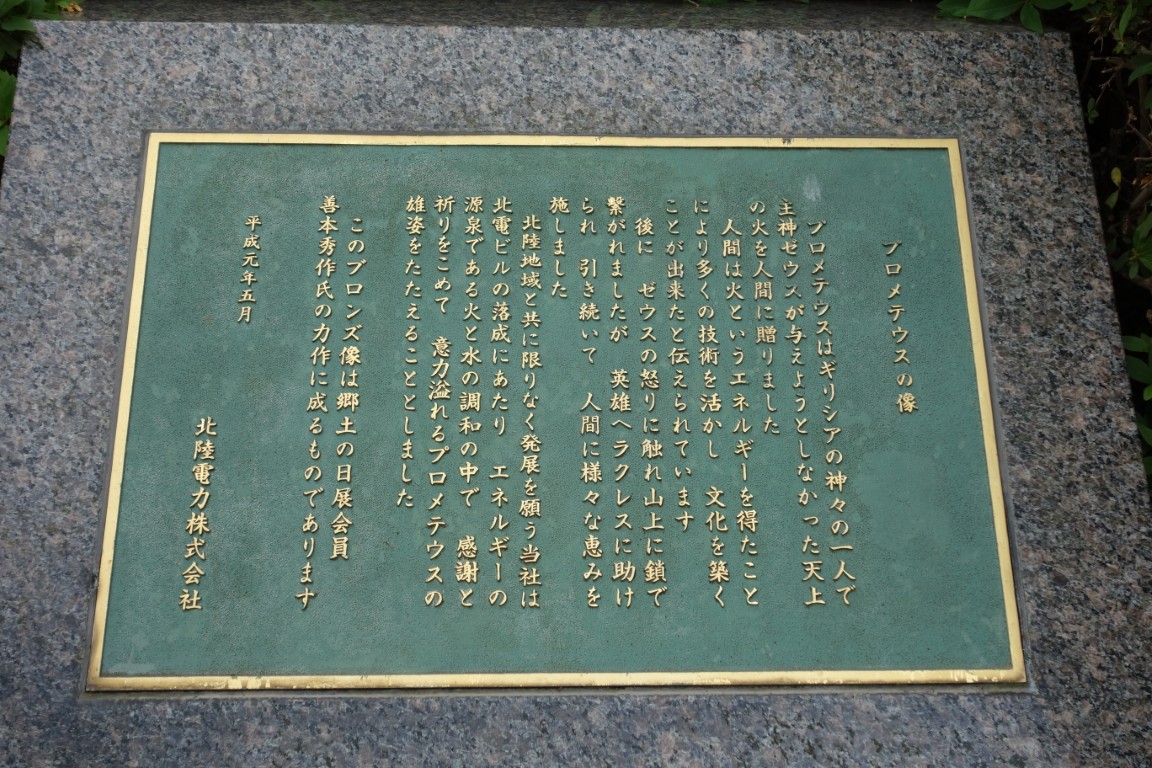 プロメテウスの像
プロメテウスはギリシアの神々の一人で
主神ゼウスが与えようとしなかった天上
の火を人間に贈りました
人間は火というエネルギーを得たこと
により多くの技術を活かし 文化を築く
ことが出来たと伝えられています
後に ゼウスの怒りに触れ山上に鎖で
繋がれましたが 英雄ヘラクレスに助け
られ 引き続いて 人間に様々な恵みを
施しました
北陸地域と共に限りなく発展を願う当社は
北電ビルの落成にあたり エネルギーの
源泉である火と水の調和の中で 感謝と
祈りをこめて 意力溢れるプロメテウスの
雄姿をたたえることとしました
このブロンズ像は郷土の日展会員
善本秀作氏の力作に成るものであります
平成元年五月
北陸電力株式会社